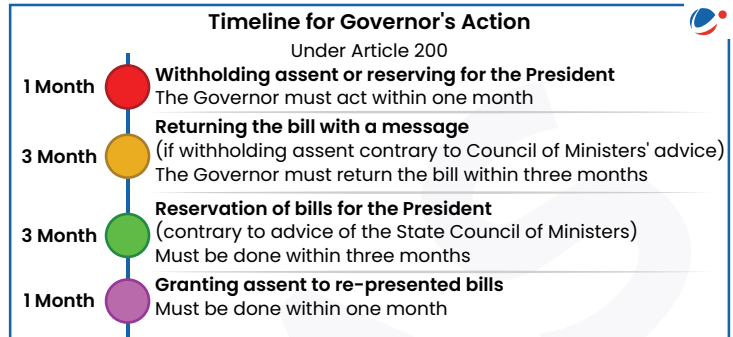 Timeline for Governor's Action
Under Article 200
1 Month
Withholding assent or reserving for the President
The Governor must act within one month
3 Month
Returning the bill with a message
(if withholding assent contrary to Council of Ministers' advice)
The Governor must return the bill within three months
3 Month
Reservation of bills for the President
(contrary to advice of the State Council of Ministers)
Must be done within three months
1 Month
Granting assent to re-presented bills
Must be done within one month